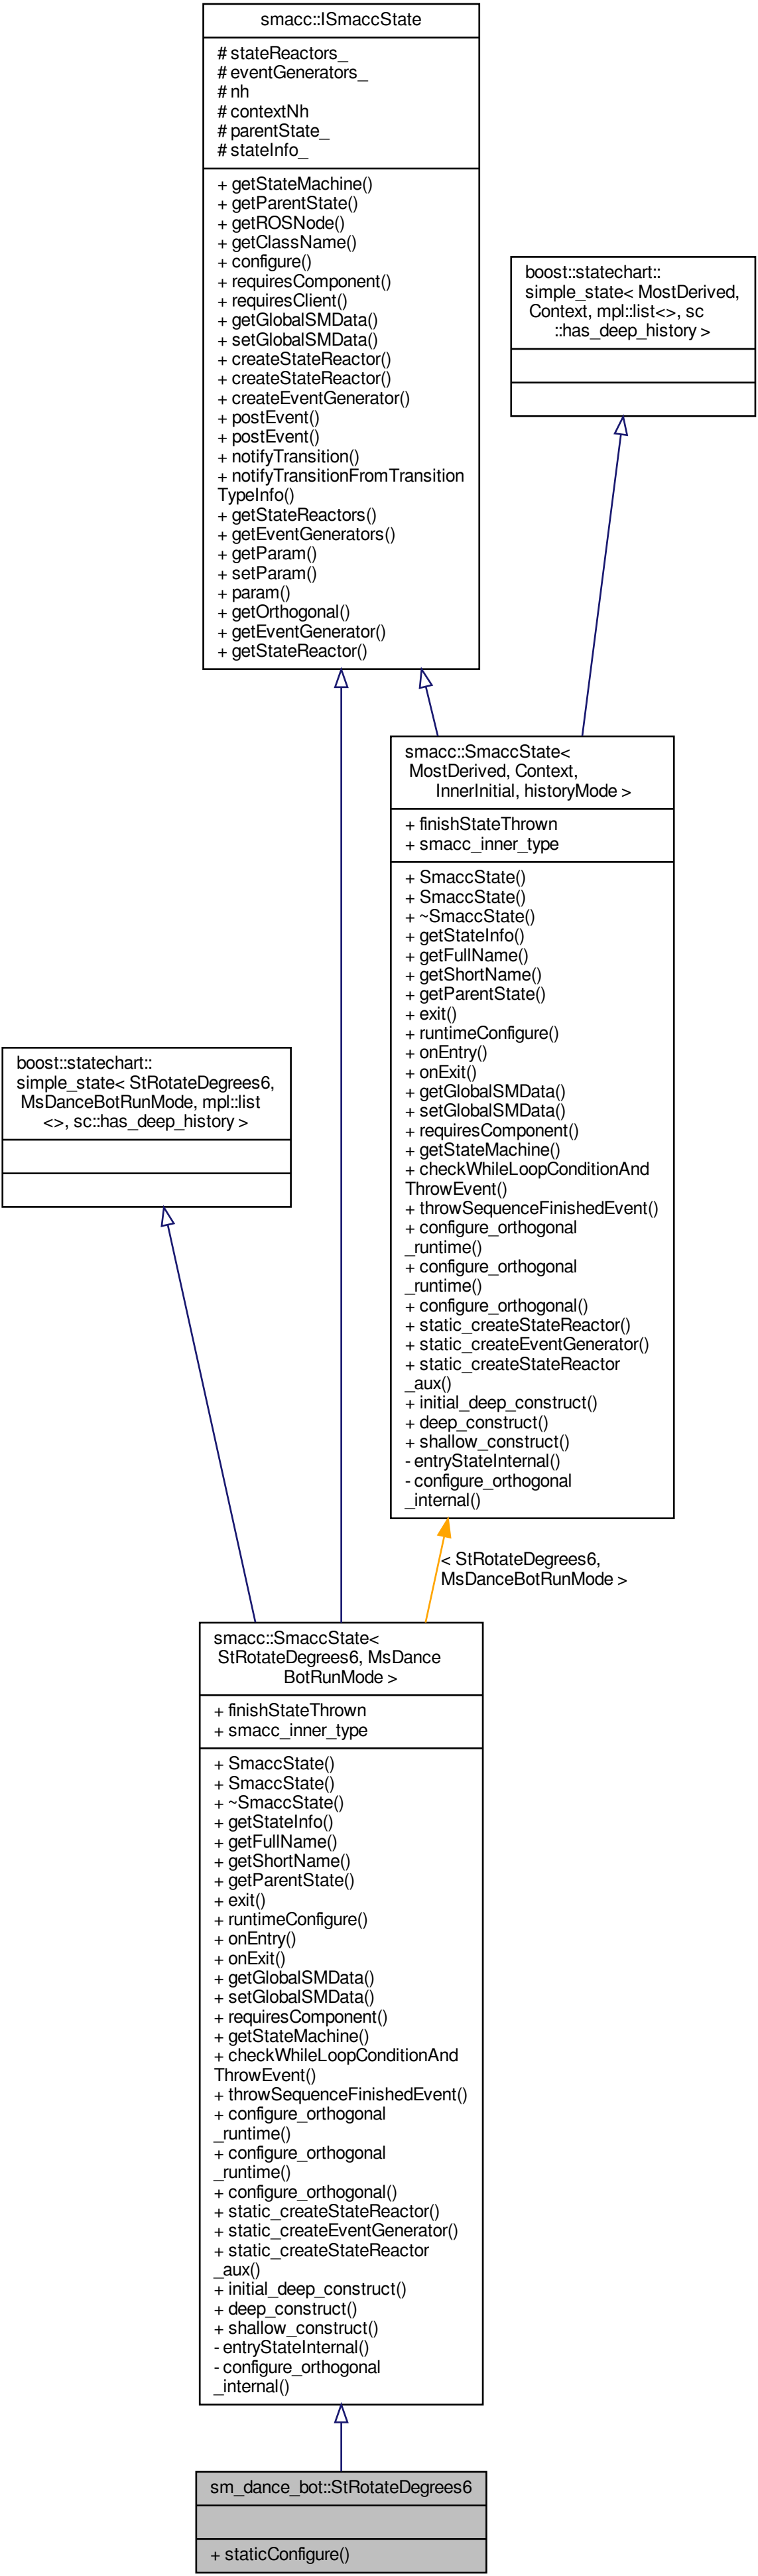 smacc::ISmaccState
# stateReactors_
# eventGenerators_
# nh
# contextNh
# parentState_
# stateInfo_
+ getStateMachine()
+ getParentState()
+ getROSNode()
+ getClassName()
+ configure()
+ requiresComponent()
+ requiresClient()
+ getGlobalSMData()
+ setGlobalSMData()
+ createStateReactor()
+ createStateReactor()
+ createEventGenerator()
+ postEvent()
+ postEvent()
+ notifyTransition()
+ notifyTransitionFromTransition
TypeInfo()
+ getStateReactors()
+ getEventGenerators()
+ getParam()
+ setParam()
+ param()
+ getOrthogonal()
+ getEventGenerator()
+ getStateReactor()
boost::statechart::
simple_state< MostDerived,
Context, mpl::list<>, sc
::has_deep_history >
smacc::SmaccState<
MostDerived, Context,
InnerInitial, historyMode >
+ finishStateThrown
+ smacc_inner_type
+ SmaccState()
+ SmaccState()
+ ~SmaccState()
+ getStateInfo()
+ getFullName()
+ getShortName()
+ getParentState()
+ exit()
+ runtimeConfigure()
+ onEntry()
+ onExit()
+ getGlobalSMData()
+ setGlobalSMData()
+ requiresComponent()
+ getStateMachine()
+ checkWhileLoopConditionAnd
ThrowEvent()
+ throwSequenceFinishedEvent()
+ configure_orthogonal
_runtime()
+ configure_orthogonal
_runtime()
+ configure_orthogonal()
+ static_createStateReactor()
+ static_createEventGenerator()
+ static_createStateReactor
_aux()
+ initial_deep_construct()
+ deep_construct()
+ shallow_construct()
- entryStateInternal()
- configure_orthogonal
_internal()
boost::statechart::
simple_state< StRotateDegrees6,
MsDanceBotRunMode, mpl::list
<>, sc::has_deep_history >
< StRotateDegrees6,
MsDanceBotRunMode >
smacc::SmaccState<
StRotateDegrees6, MsDance
BotRunMode >
+ finishStateThrown
+ smacc_inner_type
+ SmaccState()
+ SmaccState()
+ ~SmaccState()
+ getStateInfo()
+ getFullName()
+ getShortName()
+ getParentState()
+ exit()
+ runtimeConfigure()
+ onEntry()
+ onExit()
+ getGlobalSMData()
+ setGlobalSMData()
+ requiresComponent()
+ getStateMachine()
+ checkWhileLoopConditionAnd
ThrowEvent()
+ throwSequenceFinishedEvent()
+ configure_orthogonal
_runtime()
+ configure_orthogonal
_runtime()
+ configure_orthogonal()
+ static_createStateReactor()
+ static_createEventGenerator()
+ static_createStateReactor
_aux()
+ initial_deep_construct()
+ deep_construct()
+ shallow_construct()
- entryStateInternal()
- configure_orthogonal
_internal()
sm_dance_bot::StRotateDegrees6
+ staticConfigure()